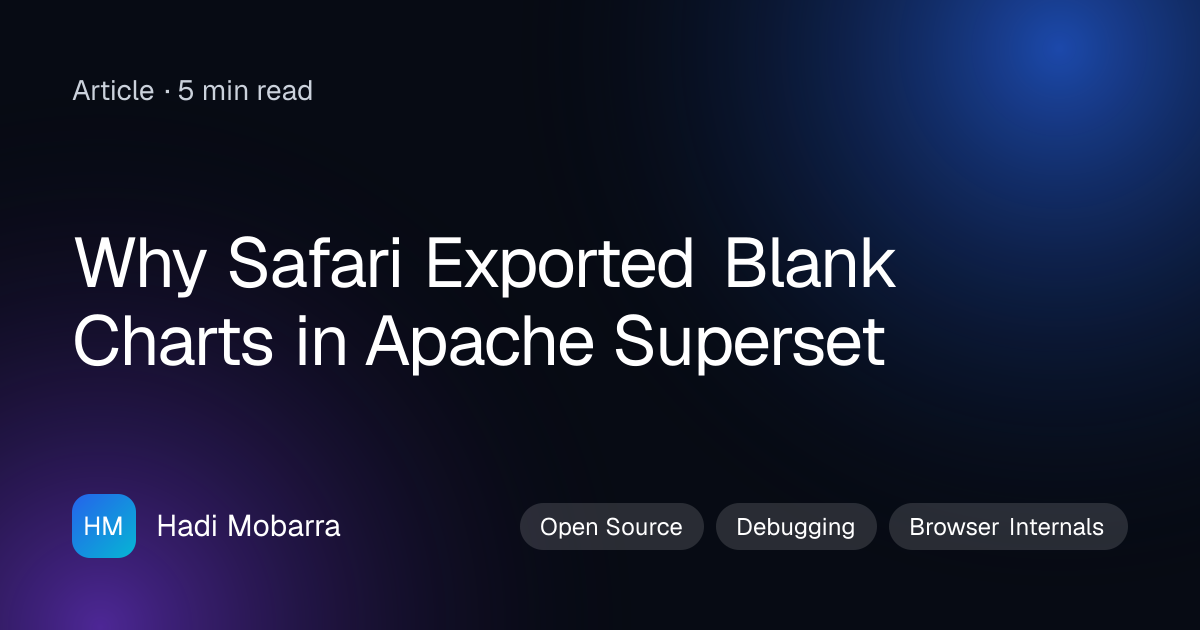 Article · 5 min read
Why Safari Exported Blank
Charts in Apache Superset
HM
Hadi Mobarra
Open Source
Debugging
Browser Internals